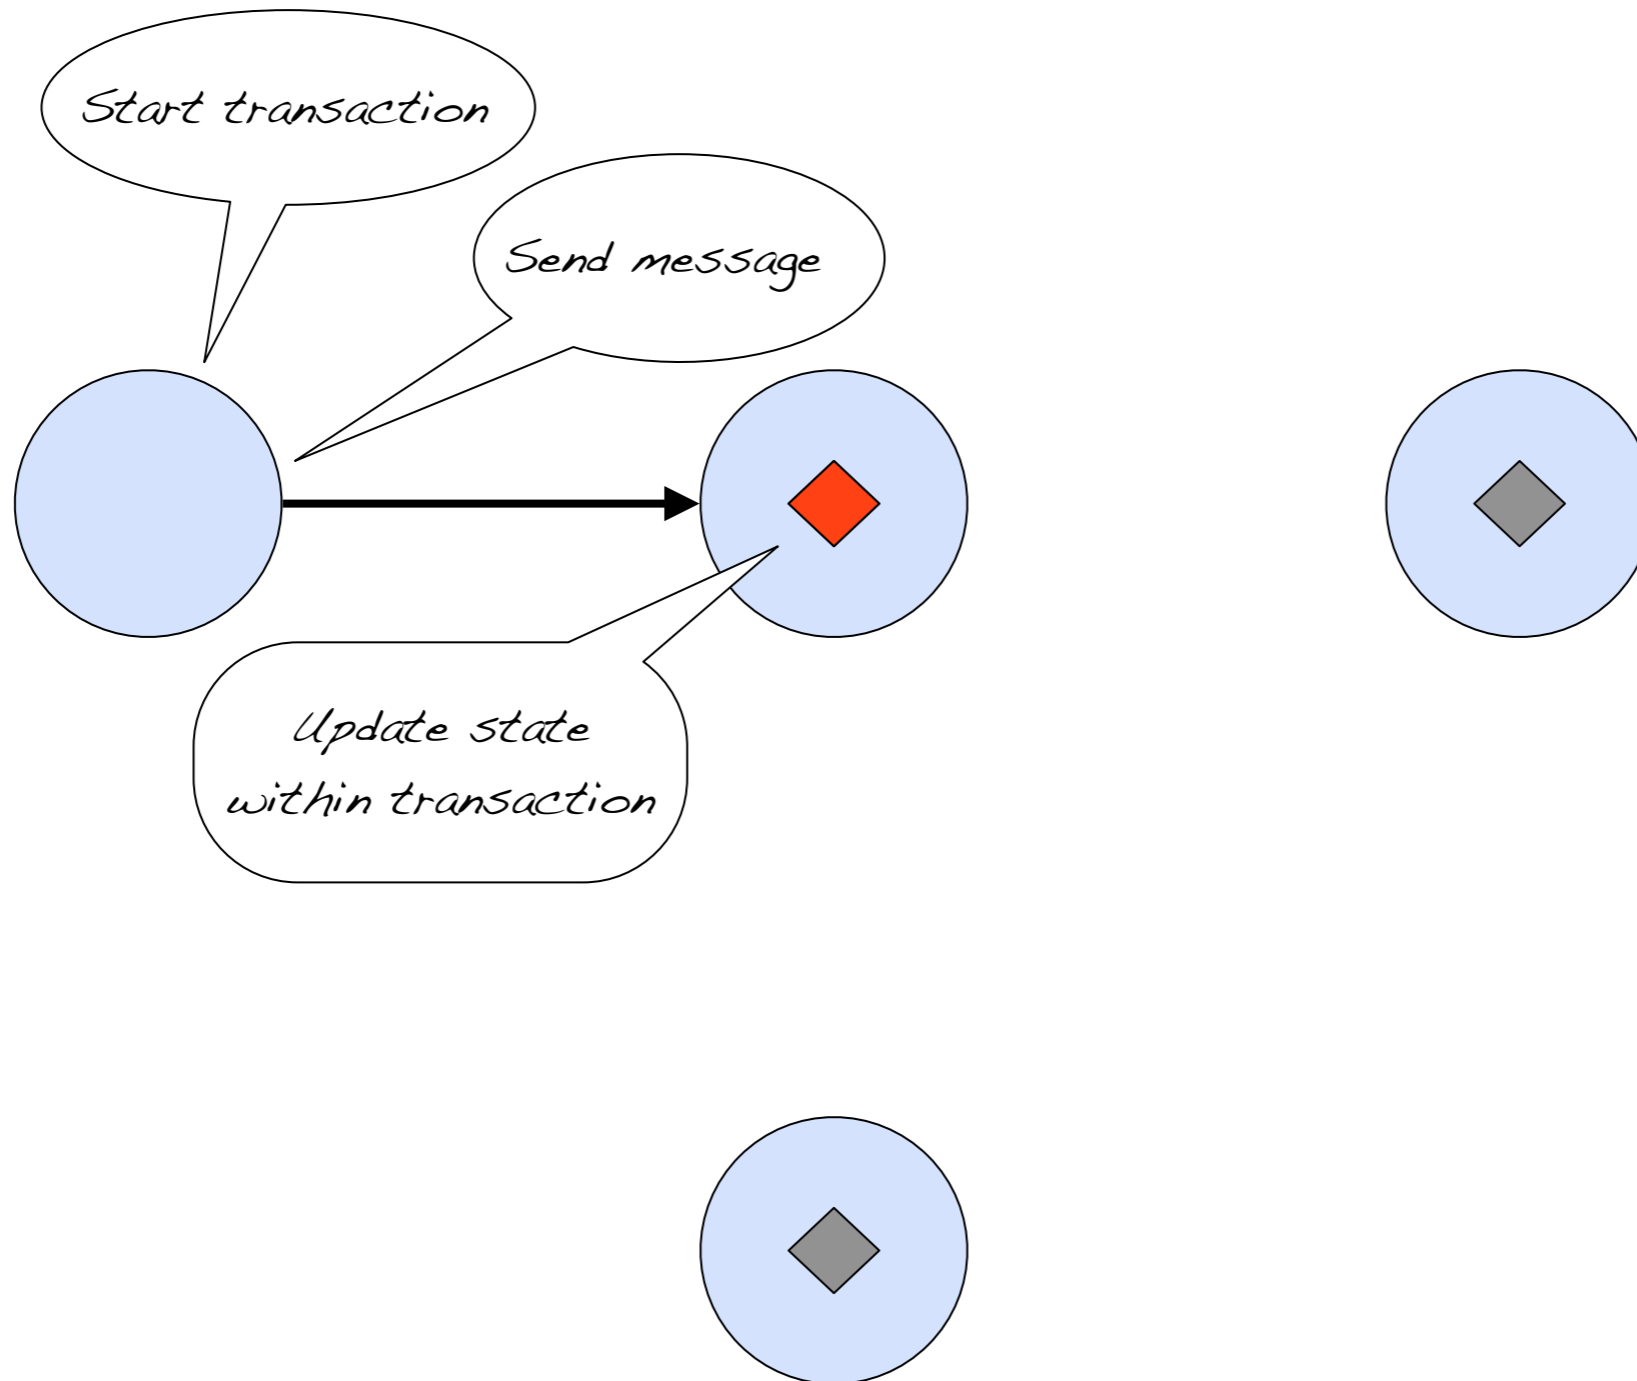 Start transaction
Send message
Update state
within transaction